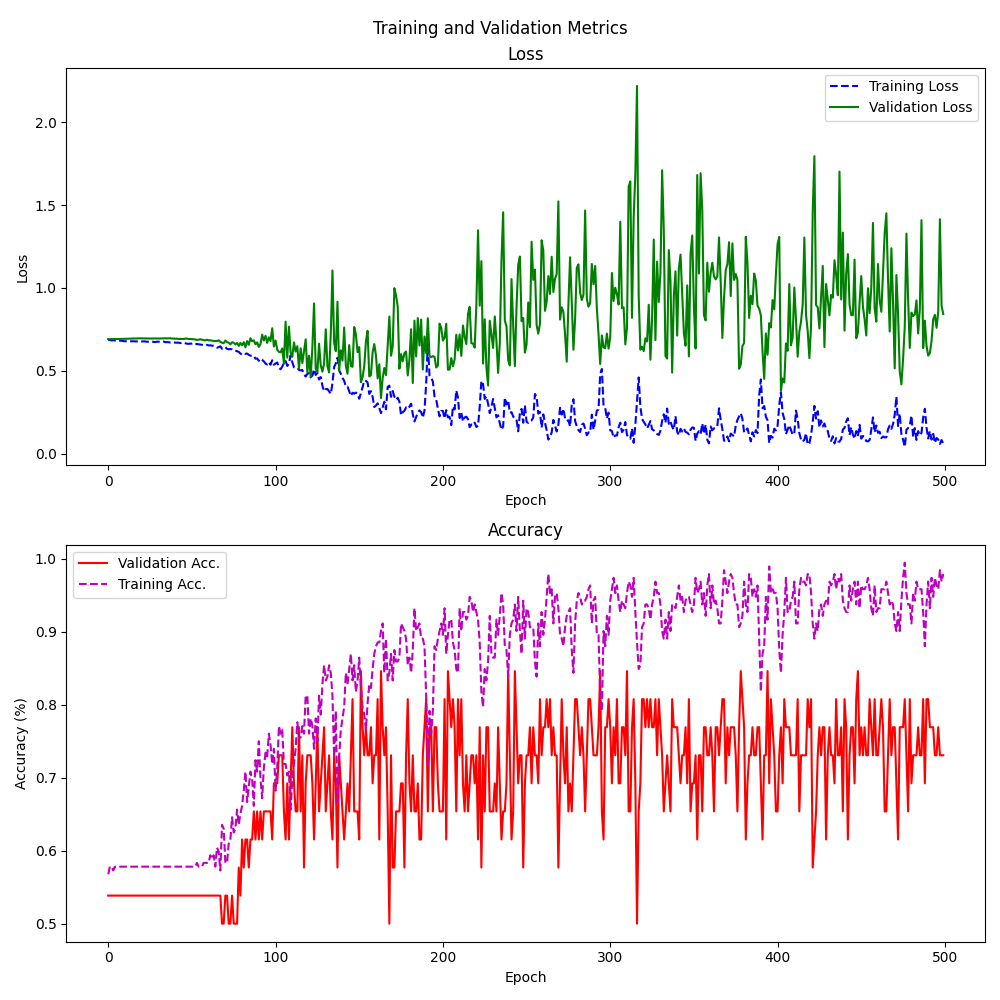 Training and Validation Metrics
Loss
Training Loss
Validation Loss
2.0
1.5
1.0
0.5
0.0
Loss
0 100 200 300 400 500
Epoch
Accuracy
Validation Acc.
Training Acc.
1.0
0.9
0.8
0.7
0.6
0.5
Accuracy (%)
0 100 200 300 400 500
Epoch